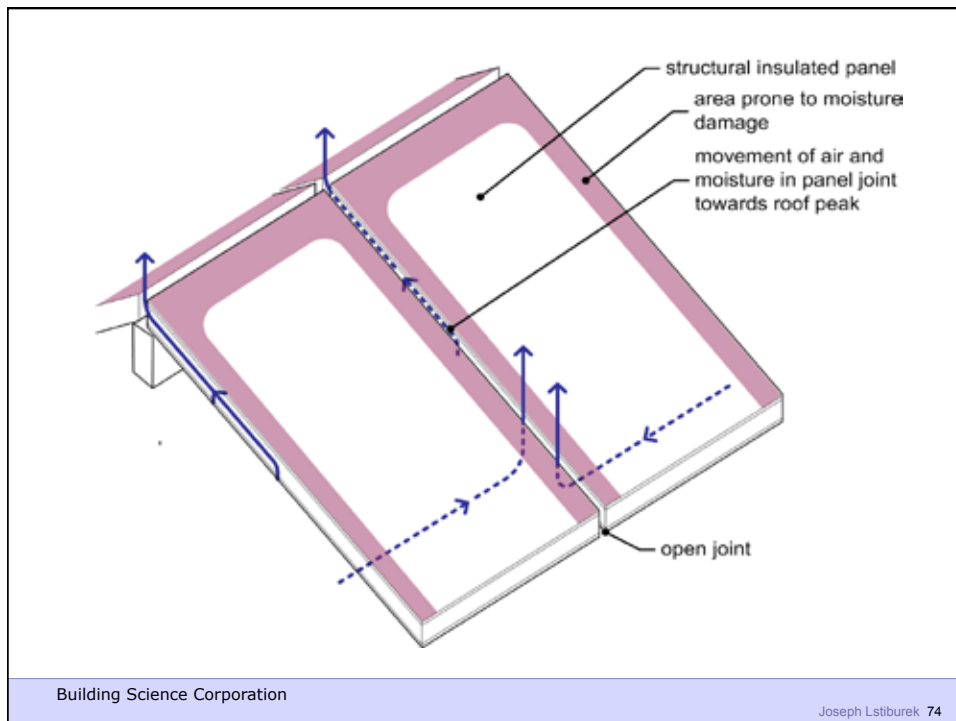 structural insulated panel
area prone to moisture
damage
movement of air and
moisture in panel joint
towards roof peak
open joint
Building Science Corporation
Joseph Lstiburek 74